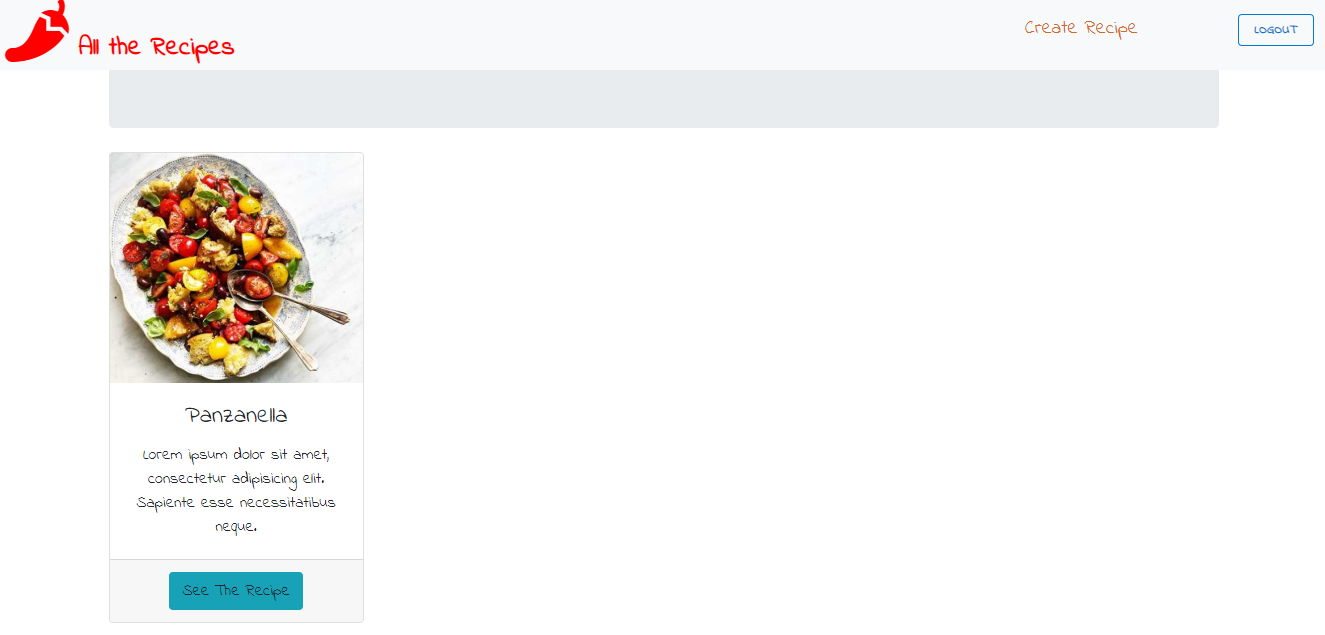 All the Recipes
Create Recipe
LOGOUT
Panzanella
Lorem ipsum dolor sit amet,
consectetur adipisicing elit.
Sapiente esse necessitatibus
neque.
See The Recipe